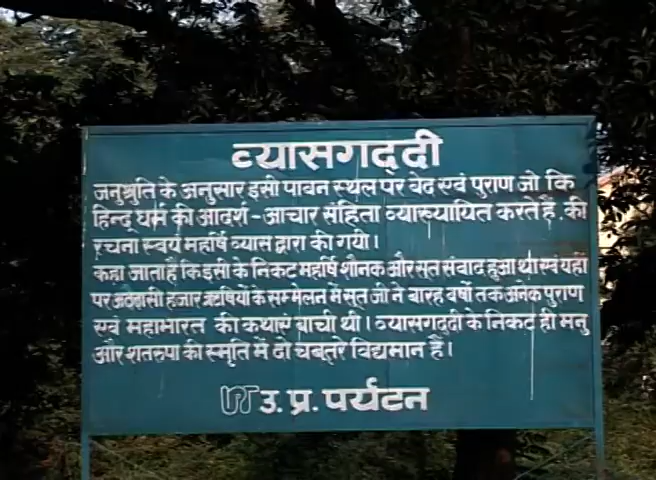 व्यासगद्दी
जनुश्रुति के अनुसार इसी पावन स्थल पर वेद एवं पुराण जो कि
हिन्दू धर्म की आदर्श-आचार संहिता व्याख्यायित करते हैं, की
रचना स्वयं महर्षि व्यास द्वारा की गयी।
कहा जाता है कि इसी के निकट महर्षि शौनक और सूत संवाद हुआ था एवं यहाँ
पर अठ्ठासी हजार ऋषियों के सम्मेलन में सूत जी ने बारह वर्षों तक अनेक पुराण
एवं महाभारत की कथाएं बाची थी। व्यासगद्दी के निकट ही मनु
और शतरुपा की स्मृति में दो चबूतरे विद्यमान हैं।
उ.प्र. पर्यटन